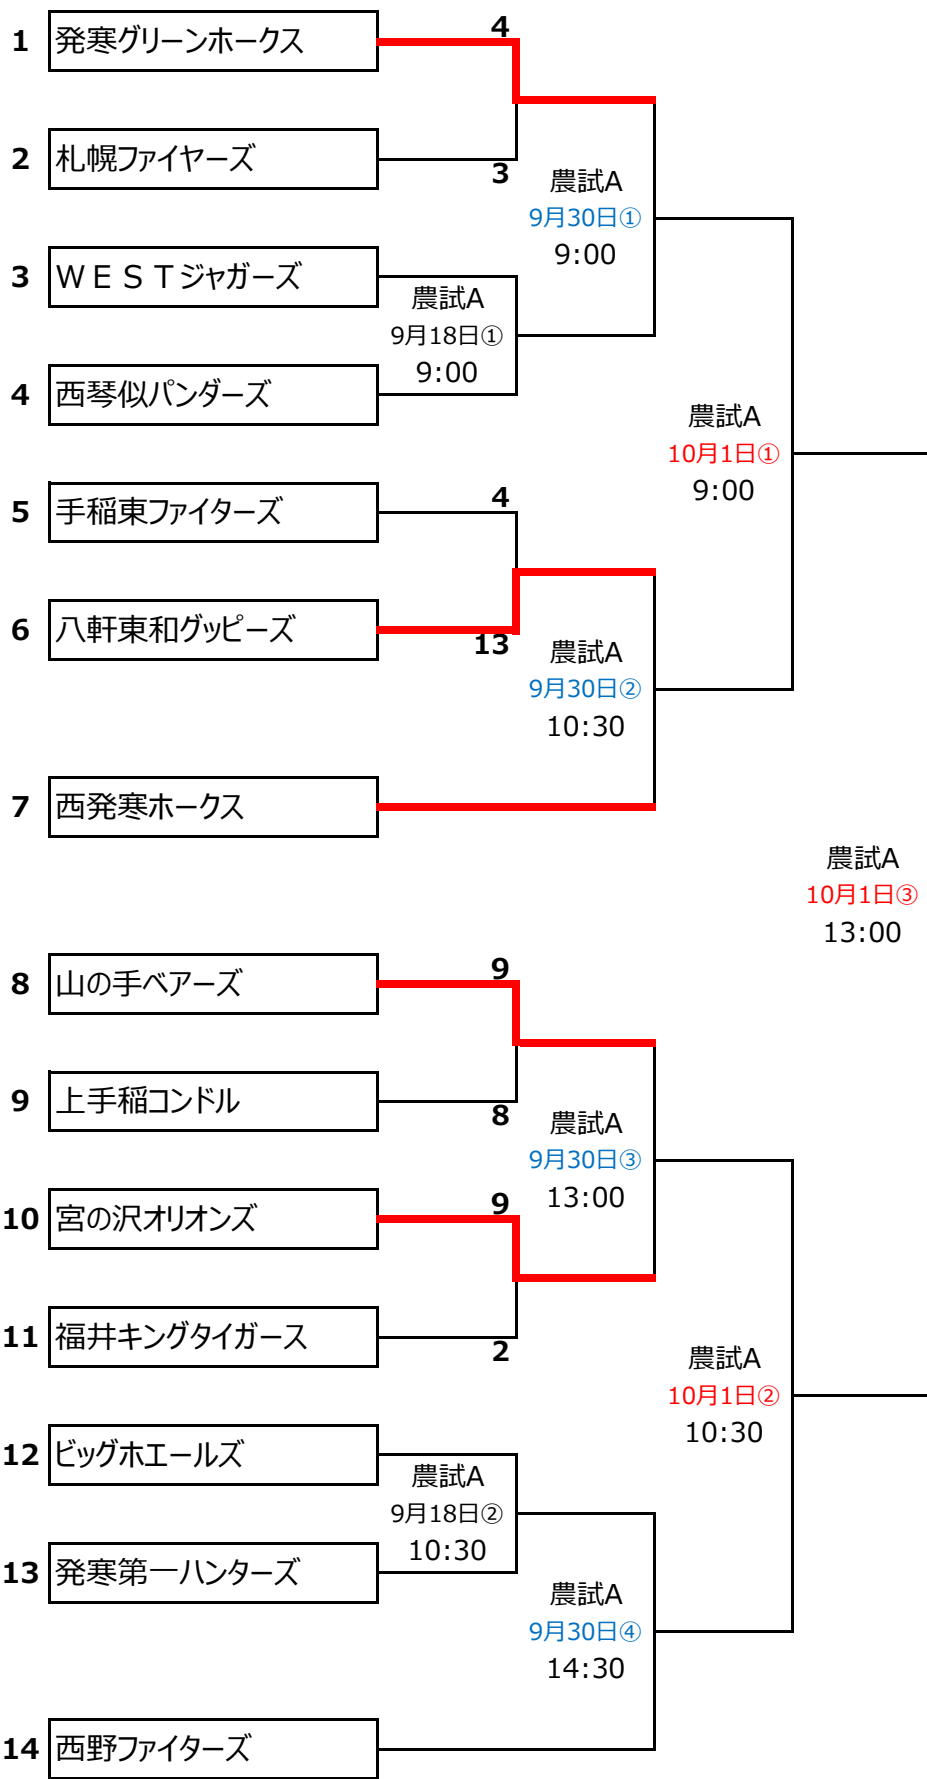 1 発寒グリーンホークス
4
2 札幌ファイヤーズ
3
農試A
9月30日①
9:00
3 ＷＥＳＴジャガーズ
農試A
9月18日①
9:00
4 西琴似パンダーズ
農試A
10月1日①
9:00
5 手稲東ファイターズ
4
6 八軒東和グッピーズ
13
農試A
9月30日②
10:30
7 西発寒ホークス
農試A
10月1日③
13:00
8 山の手ベアーズ
9
9 上手稲コンドル
8
農試A
9月30日③
13:00
10 宮の沢オリオンズ
9
11 福井キングタイガース
2
農試A
10月1日②
10:30
12 ビッグホエールズ
農試A
9月18日②
10:30
13 発寒第一ハンターズ
農試A
9月30日④
14:30
14 西野ファイターズ